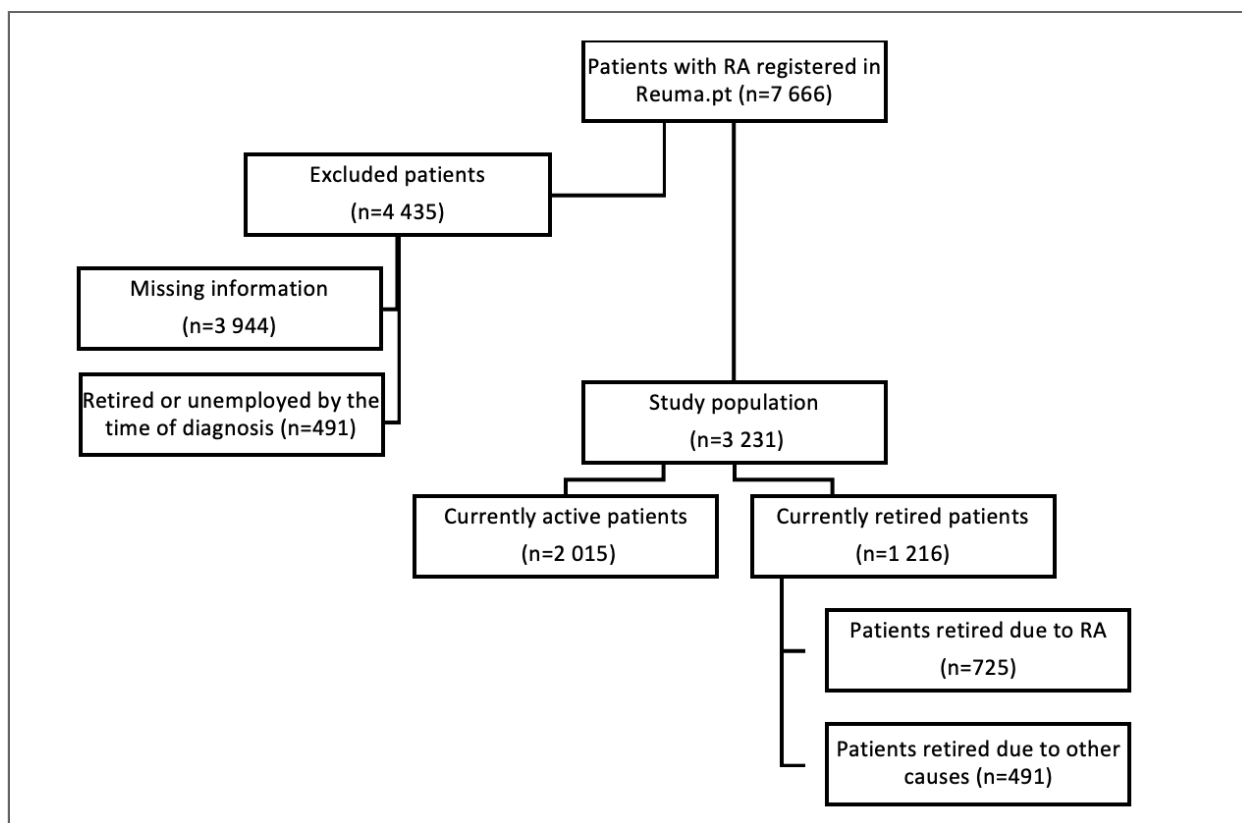 Patients with RA registered in
Reuma.pt (n=7 666)
Excluded patients
(n=4 435)
Missing information
(n=3 944)
Retired or unemployed by the
time of diagnosis (n=491)
Study population
(n=3 231)
Currently active patients
(n=2 015)
Currently retired patients
(n=1 216)
Patients retired due to RA
(n=725)
Patients retired due to other
causes (n=491)